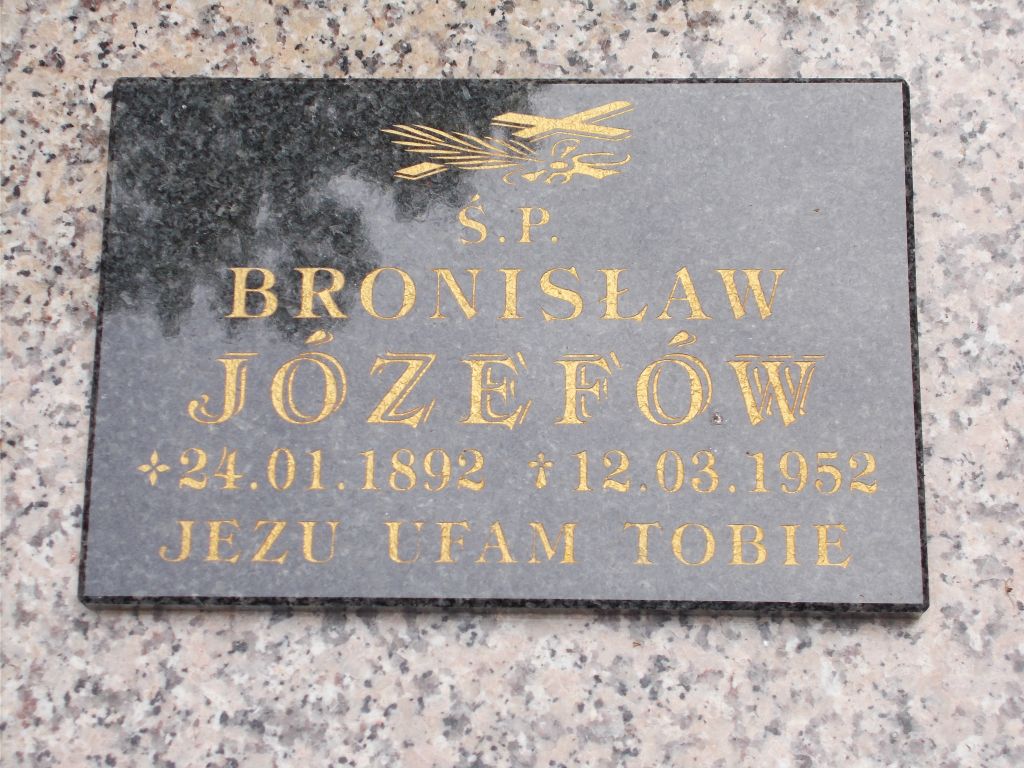 Ś.P.
BRONISŁAW
JÓZEFÓW
24.01.1892 †12.03.1952
JEZU UFAM TOBIE